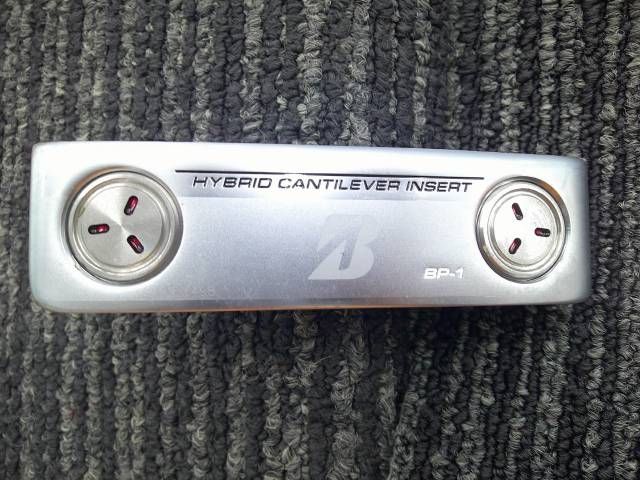 HYBRID CANTILEVER INSERT
B
BP-1